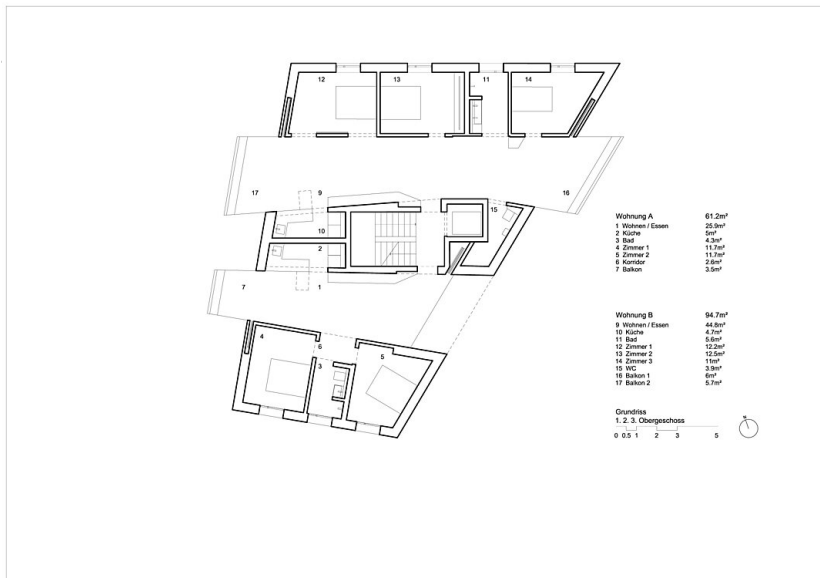 12
13
11
14
17
9
16
15
10
2
7
1
4
6
5
3
Wohnung A 61.2m²
1 Wohnen / Essen 25.9m²
2 Küche 5m²
3 Bad 4.3m²
4 Zimmer 1 11.7m²
5 Zimmer 2 11.7m²
6 Korridor 2.6m²
7 Balkon 3.5m²
Wohnung B 94.7m²
9 Wohnen / Essen 44.8m²
10 Küche 4.7m²
11 Bad 5.6m²
12 Zimmer 1 12.2m²
13 Zimmer 2 12.5m²
14 Zimmer 3 11m²
15 WC 3.9m²
16 Balkon 1 6m²
17 Balkon 2 5.7m²
Grundriss
1. 2. 3. Obergeschoss
N
0 0.5 1 2 3 5